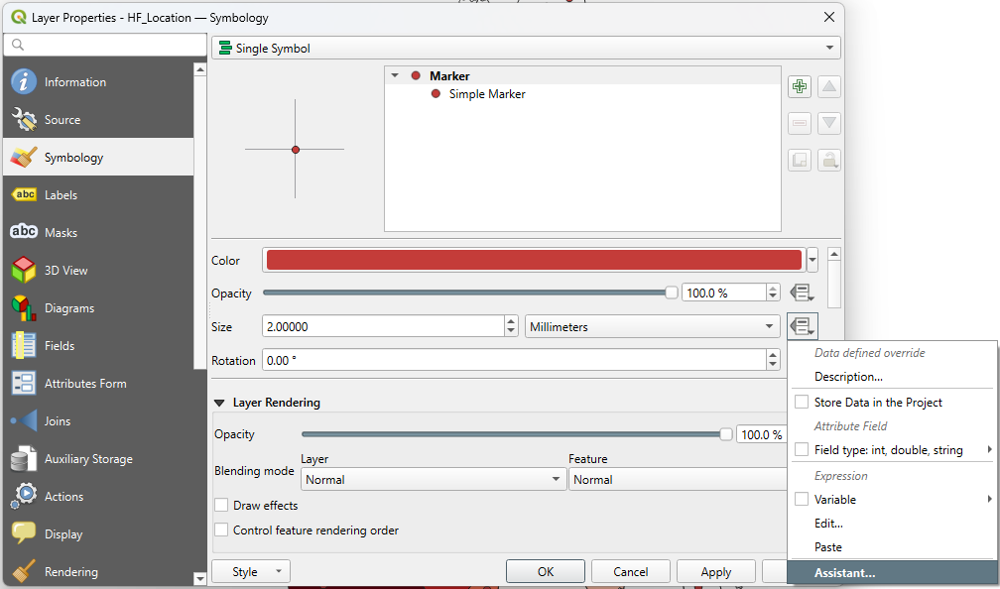 Layer Properties - HF_Location — Symbology
Single Symbol
Information
Source
Symbology
abc Labels
abc Masks
3D View
Diagrams
Fields
Attributes Form
Joins
Auxiliary Storage
Actions
Display
Rendering
Marker
Simple Marker
Color
Opacity 100.0 %
Size 2.00000 Millimeters
Rotation 0.00 °
Layer Rendering
Opacity 100.0 %
Layer Feature
Blending mode Normal Normal
Draw effects
Control feature rendering order
Style OK Cancel Apply
Data defined override
Description...
Store Data in the Project
Attribute Field
Field type: int, double, string
Expression
Variable
Edit...
Paste
Assistant...